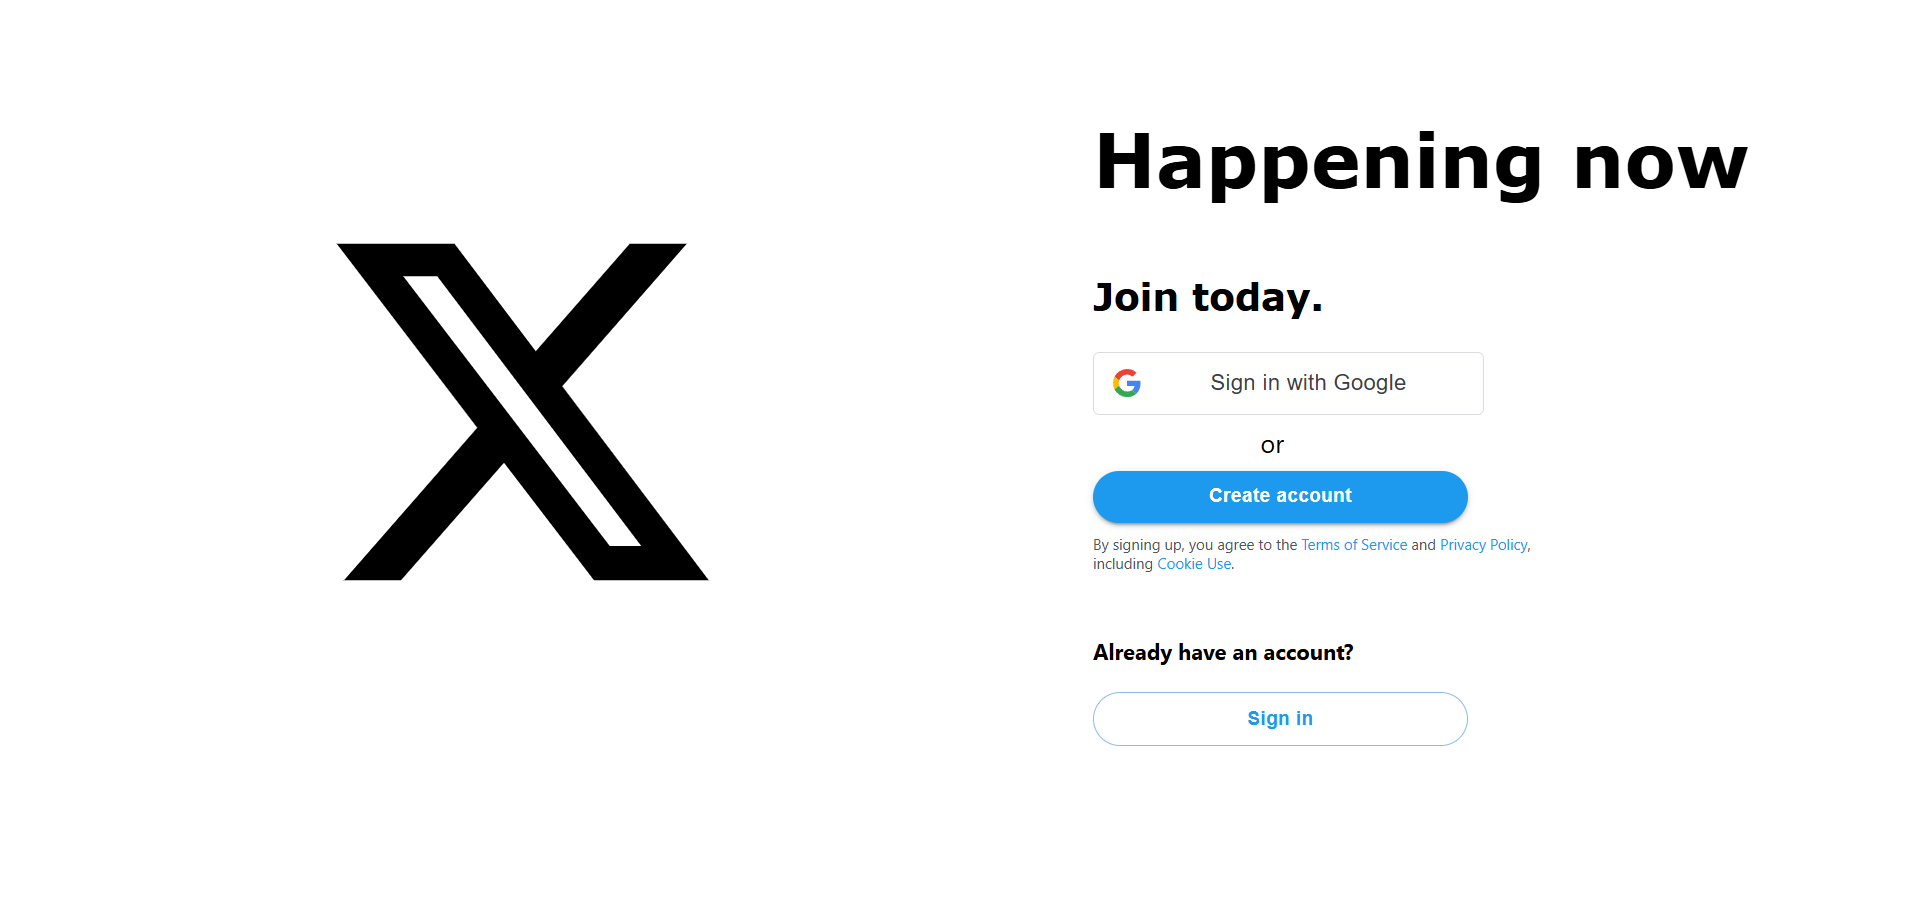 Happening now
Join today.
Sign in with Google
or
Create account
By signing up, you agree to the Terms of Service and Privacy Policy,
including Cookie Use.
Already have an account?
Sign in